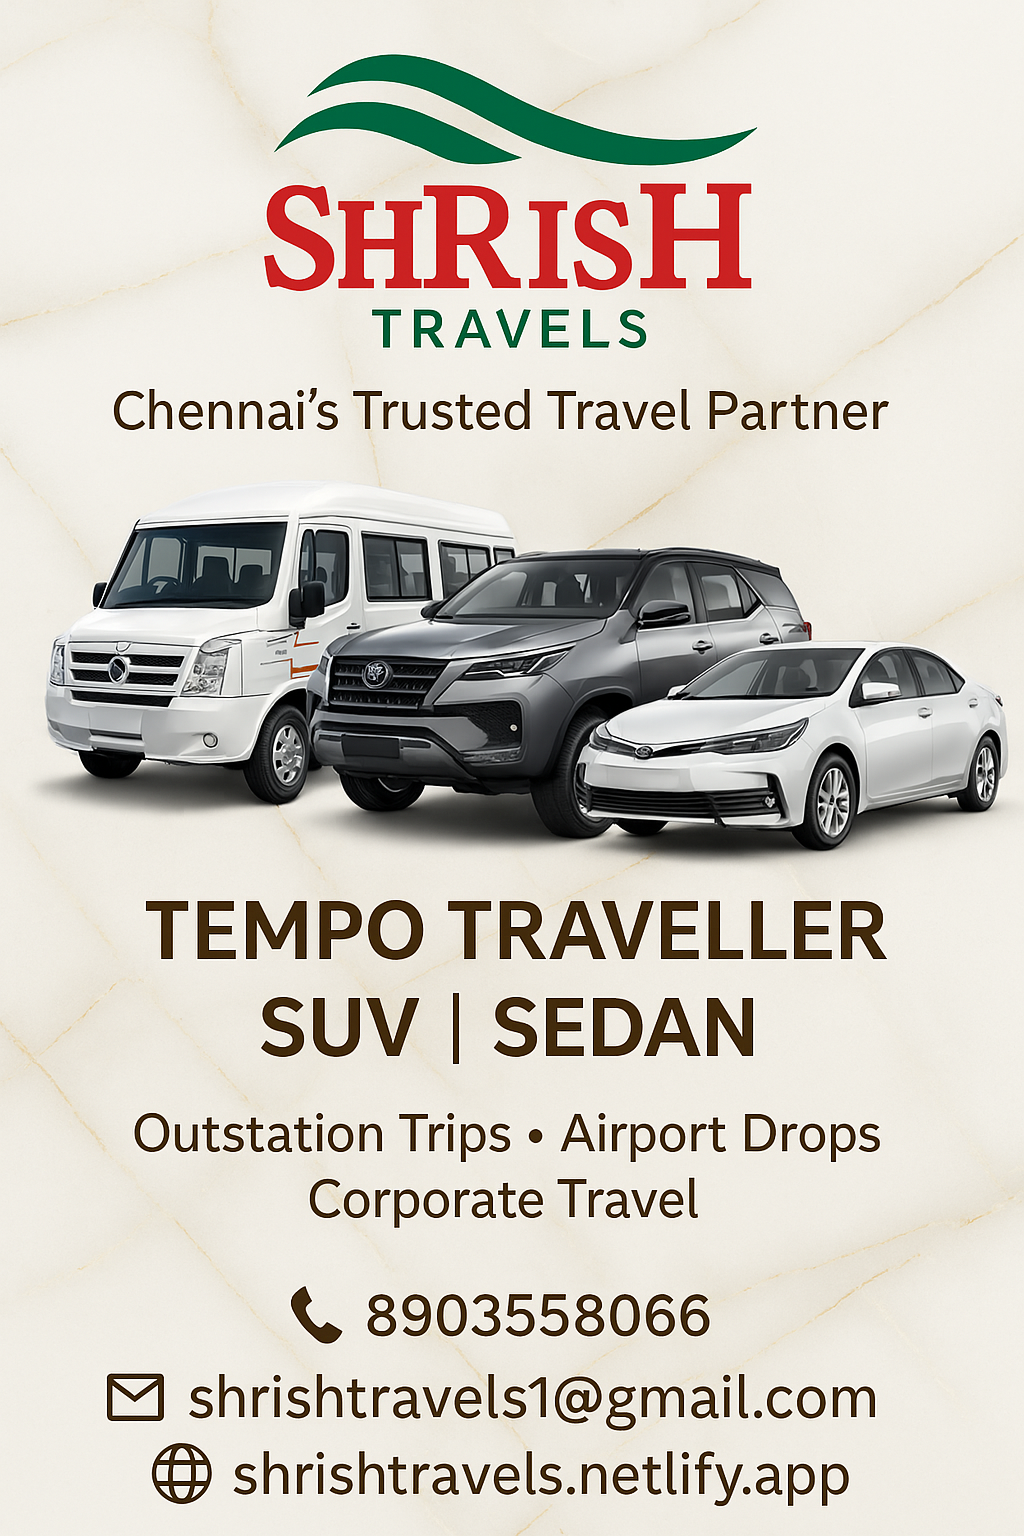 SHRISH
TRAVELS
Chennai's Trusted Travel Partner
TEMPO TRAVELLER
SUV | SEDAN
Outstation Trips • Airport Drops
Corporate Travel
8903558066
shrishtravels1@gmail.com
shrishtravels.netlify.app